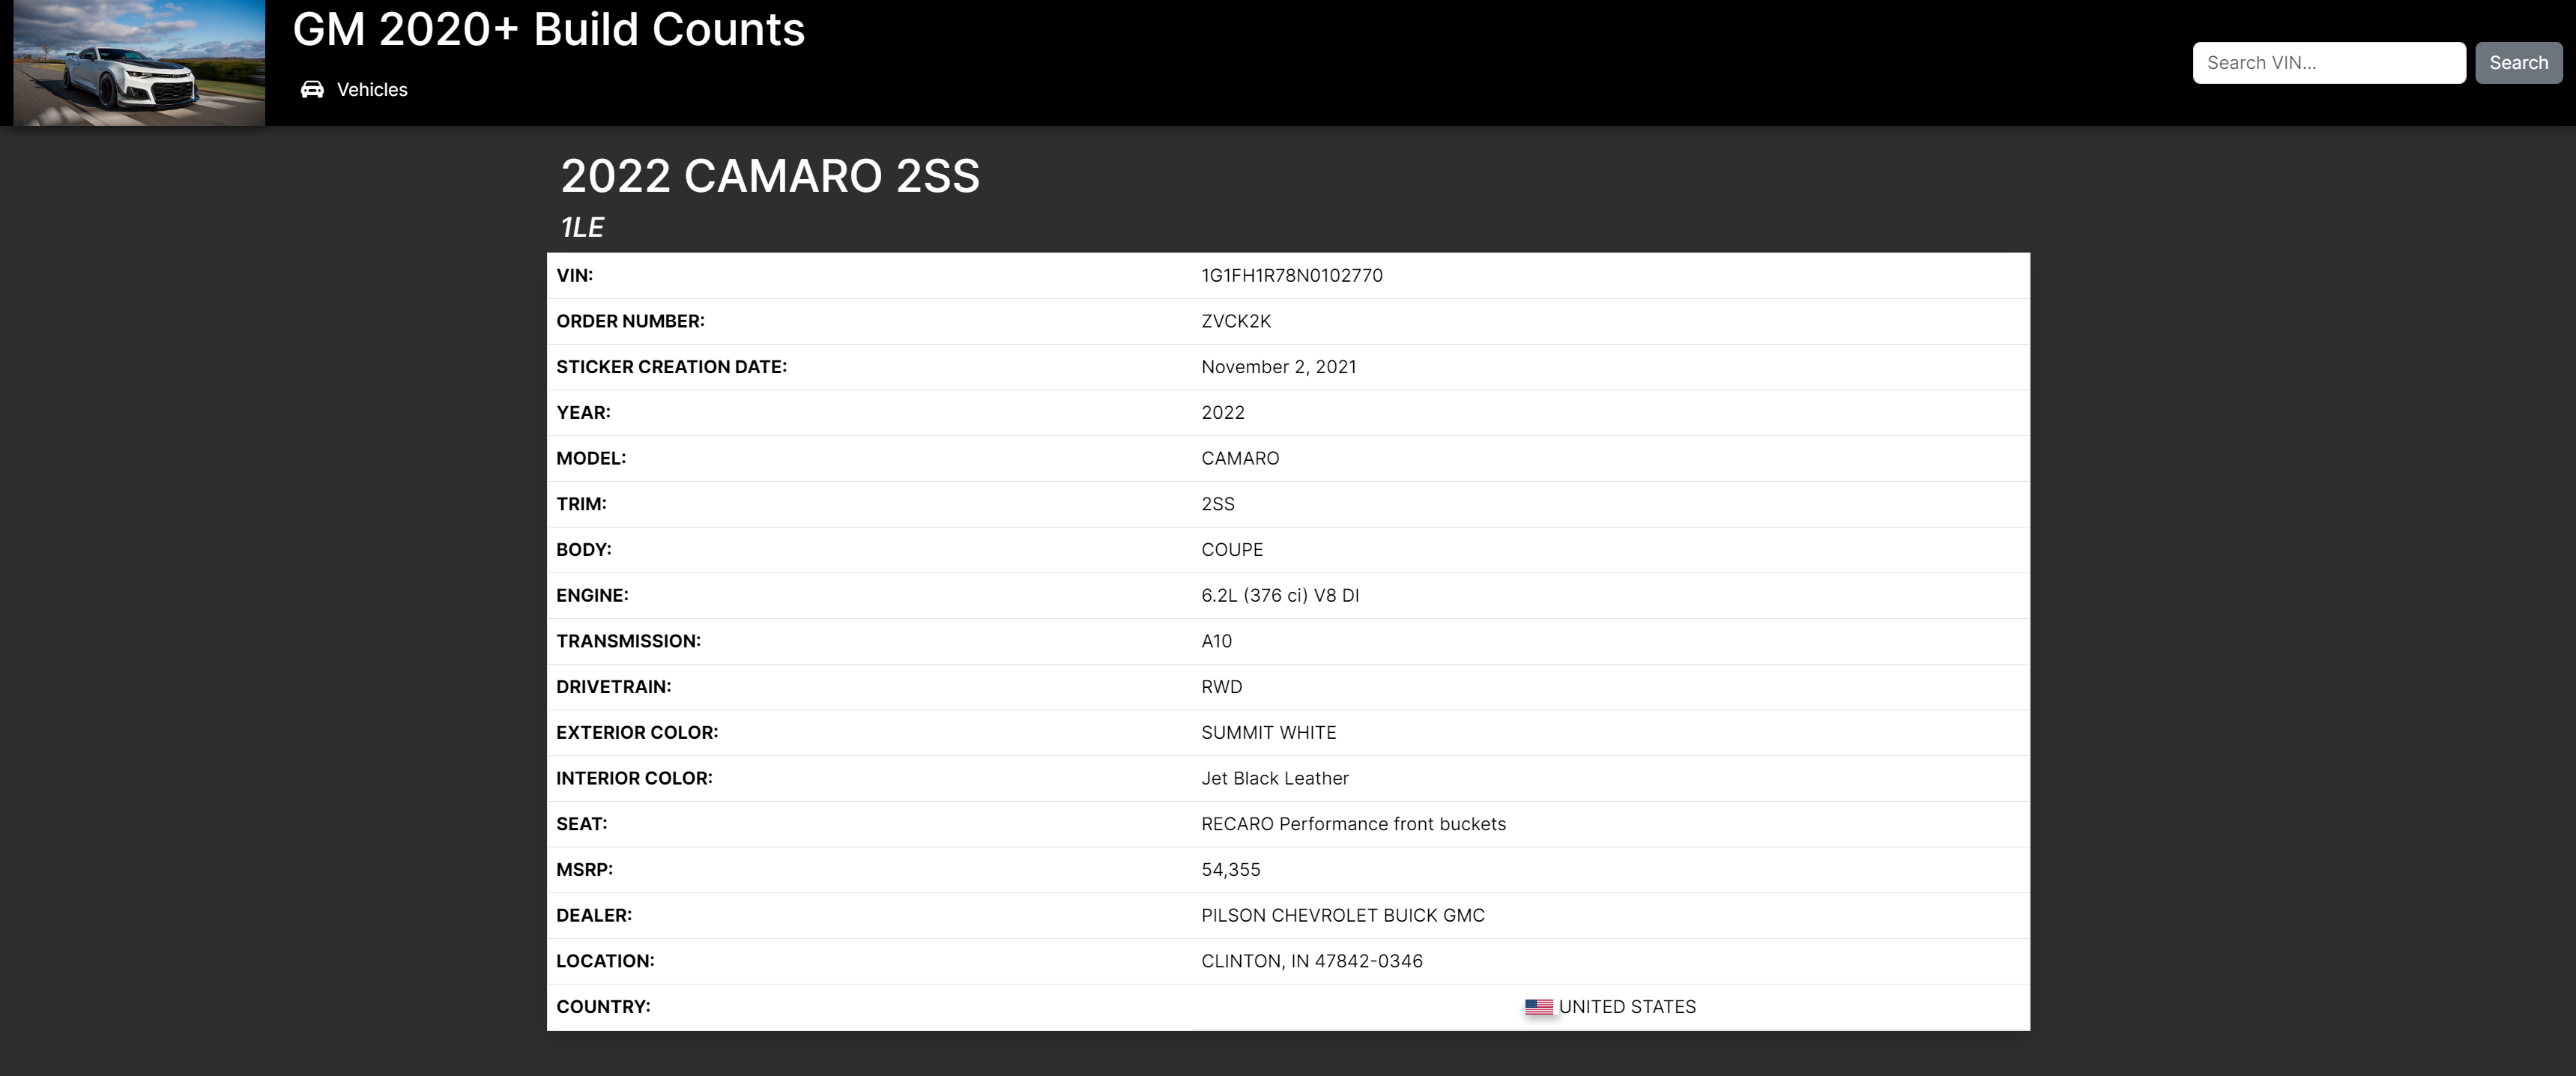 GM 2020+ Build Counts
Vehicles
Search VIN...
Search
2022 CAMARO 2SS
1LE
VIN: 1G1FH1R78N0102770
ORDER NUMBER: ZVCK2K
STICKER CREATION DATE: November 2, 2021
YEAR: 2022
MODEL: CAMARO
TRIM: 2SS
BODY: COUPE
ENGINE: 6.2L (376 ci) V8 DI
TRANSMISSION: A10
DRIVETRAIN: RWD
EXTERIOR COLOR: SUMMIT WHITE
INTERIOR COLOR: Jet Black Leather
SEAT: RECARO Performance front buckets
MSRP: 54,355
DEALER: PILSON CHEVROLET BUICK GMC
LOCATION: CLINTON, IN 47842-0346
COUNTRY: UNITED STATES